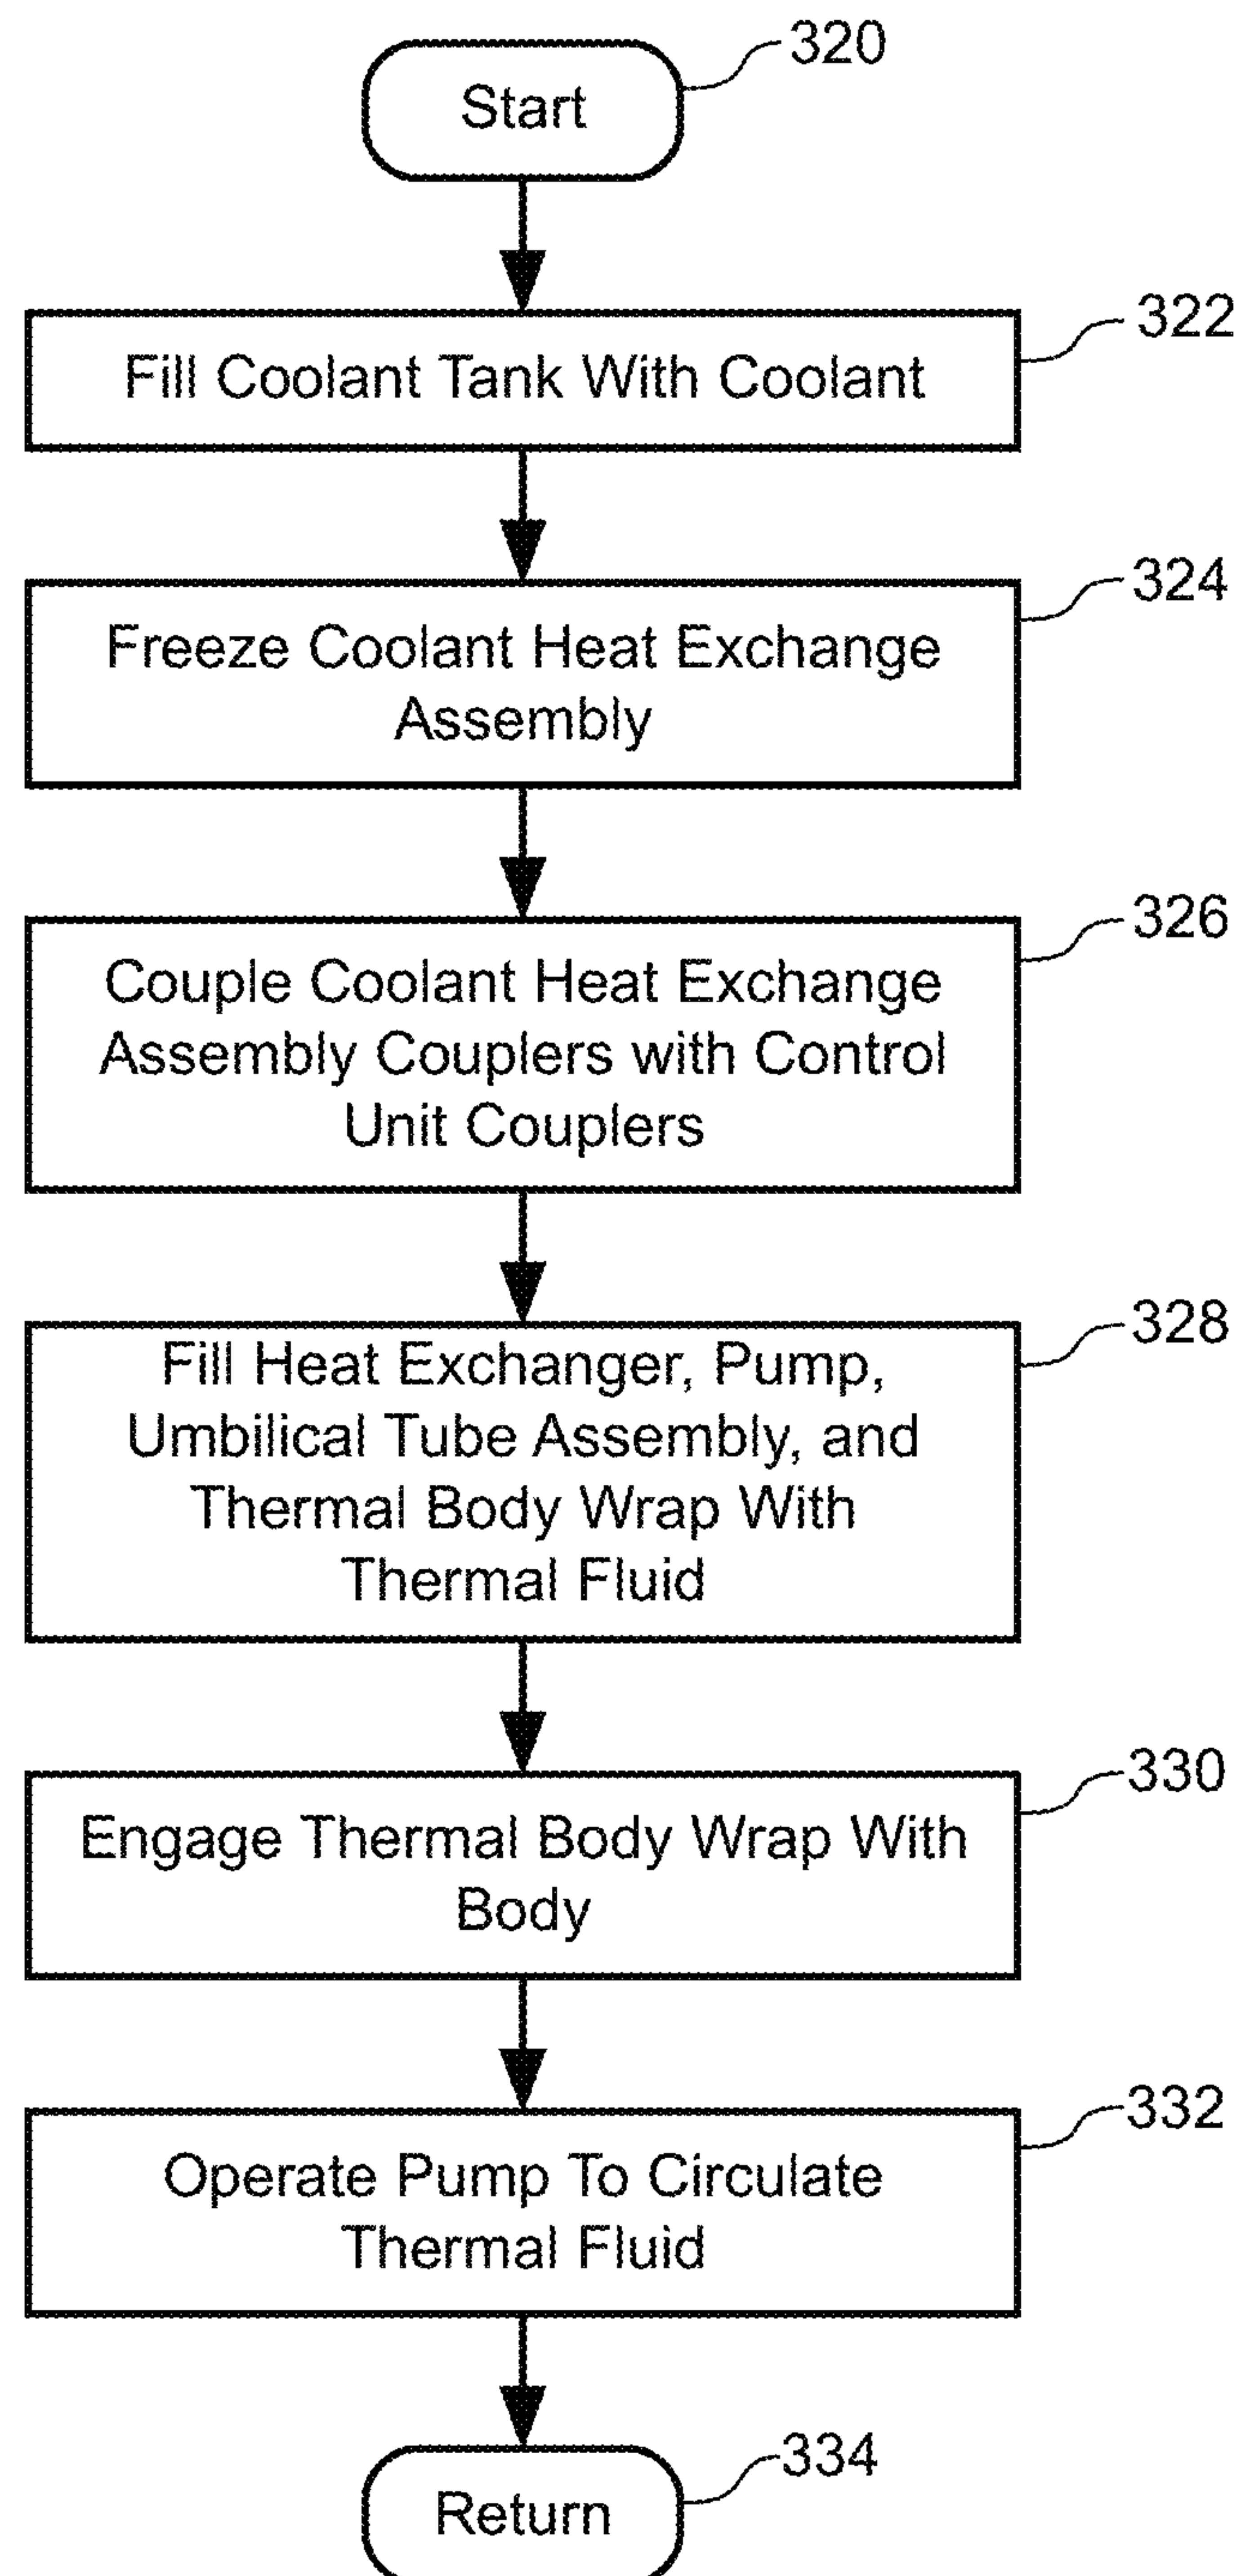 320
Start
322
Fill Coolant Tank With Coolant
324
Freeze Coolant Heat Exchange
Assembly
326
Couple Coolant Heat Exchange
Assembly Couplers with Control
Unit Couplers
328
Fill Heat Exchanger, Pump,
Umbilical Tube Assembly, and
Thermal Body Wrap With
Thermal Fluid
330
Engage Thermal Body Wrap With
Body
332
Operate Pump To Circulate
Thermal Fluid
334
Return